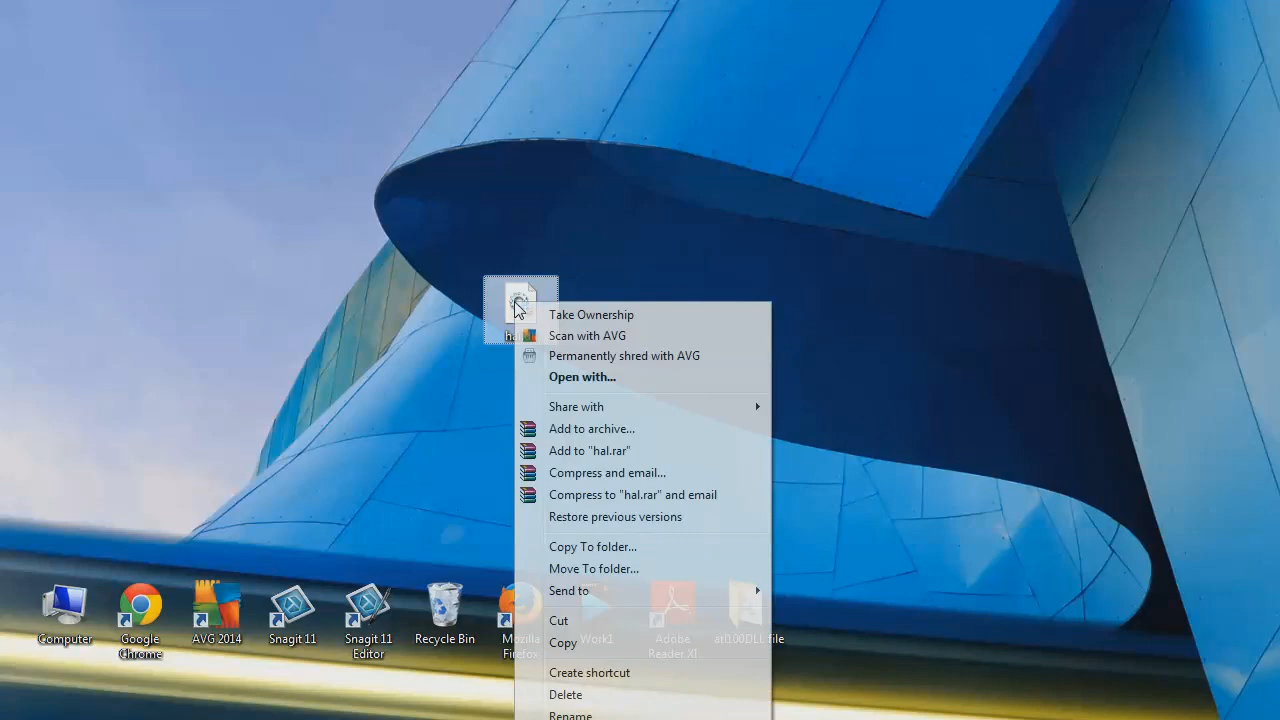 ha
Take Ownership
Scan with AVG
Permanently shred with AVG
Open with...
Share with
Add to archive...
Add to "hal.rar"
Compress and email...
Compress to "hal.rar" and email
Restore previous versions
Copy To folder...
Move To folder...
Send to
Cut
Copy
Create shortcut
Delete
Rename
Computer
Google
Chrome
AVG 2014
Snagit 11
Snagit 11
Editor
Recycle Bin
Mozilla
Firefox
Work1
Adobe
Reader XI
atl100DLL file